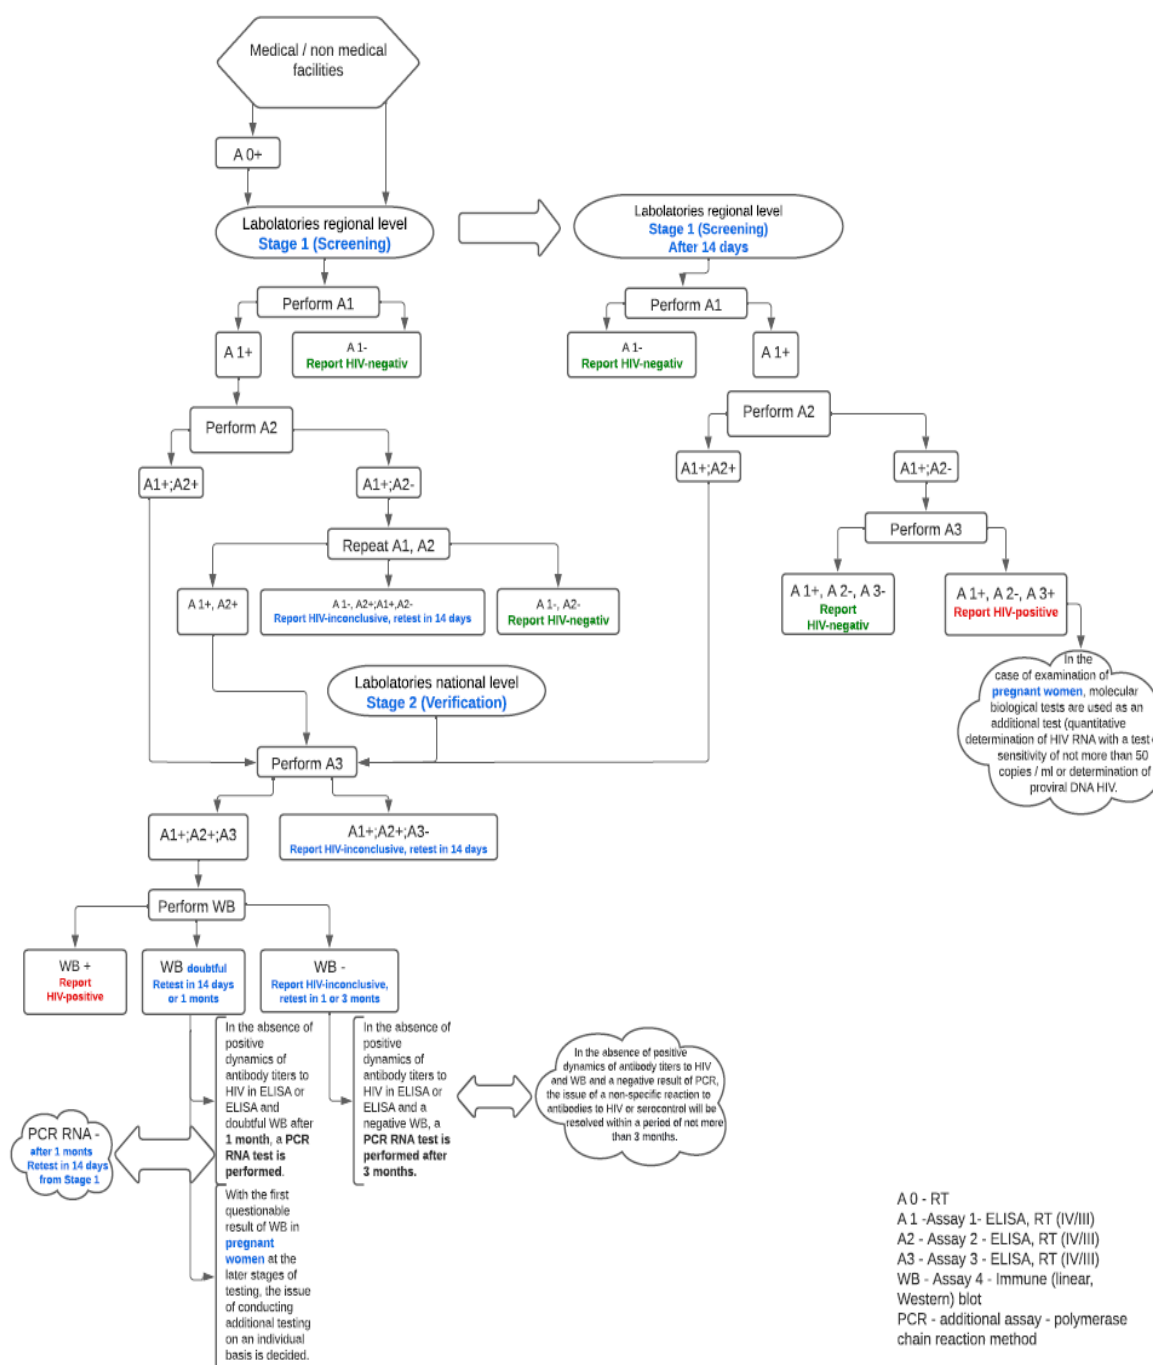 Medical / non medical
facilities
A 0+
Labolatories regional level
Stage 1 (Screening)
Labolatories regional level
Stage 1 (Screening)
After 14 days
Perform A1
Perform A1
A 1+
A 1-
Report HIV-negativ
A 1-
Report HIV-negativ
A 1+
Perform A2
Perform A2
A1+;A2+
A1+;A2-
A1+;A2+
A1+;A2-
Repeat A1, A2
Perform A3
A 1+, A2+
A 1-, A2+;A1+,A2-
Report HIV-inconclusive, retest in 14 days
A 1-, A2-
Report HIV-negativ
A 1+, A 2-, A 3-
Report
HIV-negativ
A 1+, A 2-, A 3+
Report HIV-positive
In the
case of examination of
pregnant women, molecular
biological tests are used as an
additional test (quantitative
determination of HIV RNA with a test
sensitivity of not more than 50
copies / ml or determination of
proviral DNA HIV.
Labolatories national level
Stage 2 (Verification)
Perform A3
A1+;A2+;A3
A1+;A2+;A3-
Report HIV-inconclusive, retest in 14 days
Perform WB
WB +
Report
HIV-positive
WB doubtful
Retest in 14 days
or 1 monts
WB -
Report HIV-inconclusive,
retest in 1 or 3 months
In the absence of
positive
dynamics of
antibody titers to
HIV in ELISA or
ELISA and
doubtful WB after
1 month, a PCR
RNA test is
performed.
In the absence of
positive
dynamics of
antibody titers to
HIV in ELISA or
ELISA and a
negative WB, a
PCR RNA test is
performed after
3 months.
In the absence of positive
dynamics of antibody titers to HIV
and WB and a negative result of PCR,
the issue of a non-specific reaction to
antibodies to HIV or serocontrol will be
resolved within a period of not more
than 3 months.
PCR RNA -
after 1 monts
Retest in 14 days
from Stage 1
With the first
questionable
result of WB in
pregnant
women at the
later stages of
testing, the issue
of conducting
additional testing
on an individual
basis is decided.
A 0 - RT
A 1 -Assay 1- ELISA, RT (IV/III)
A2 - Assay 2 - ELISA, RT (IV/III)
A3 - Assay 3 - ELISA, RT (IV/III)
WB - Assay 4 - Immune (linear,
Western) blot
PCR - additional assay - polymerase
chain reaction method